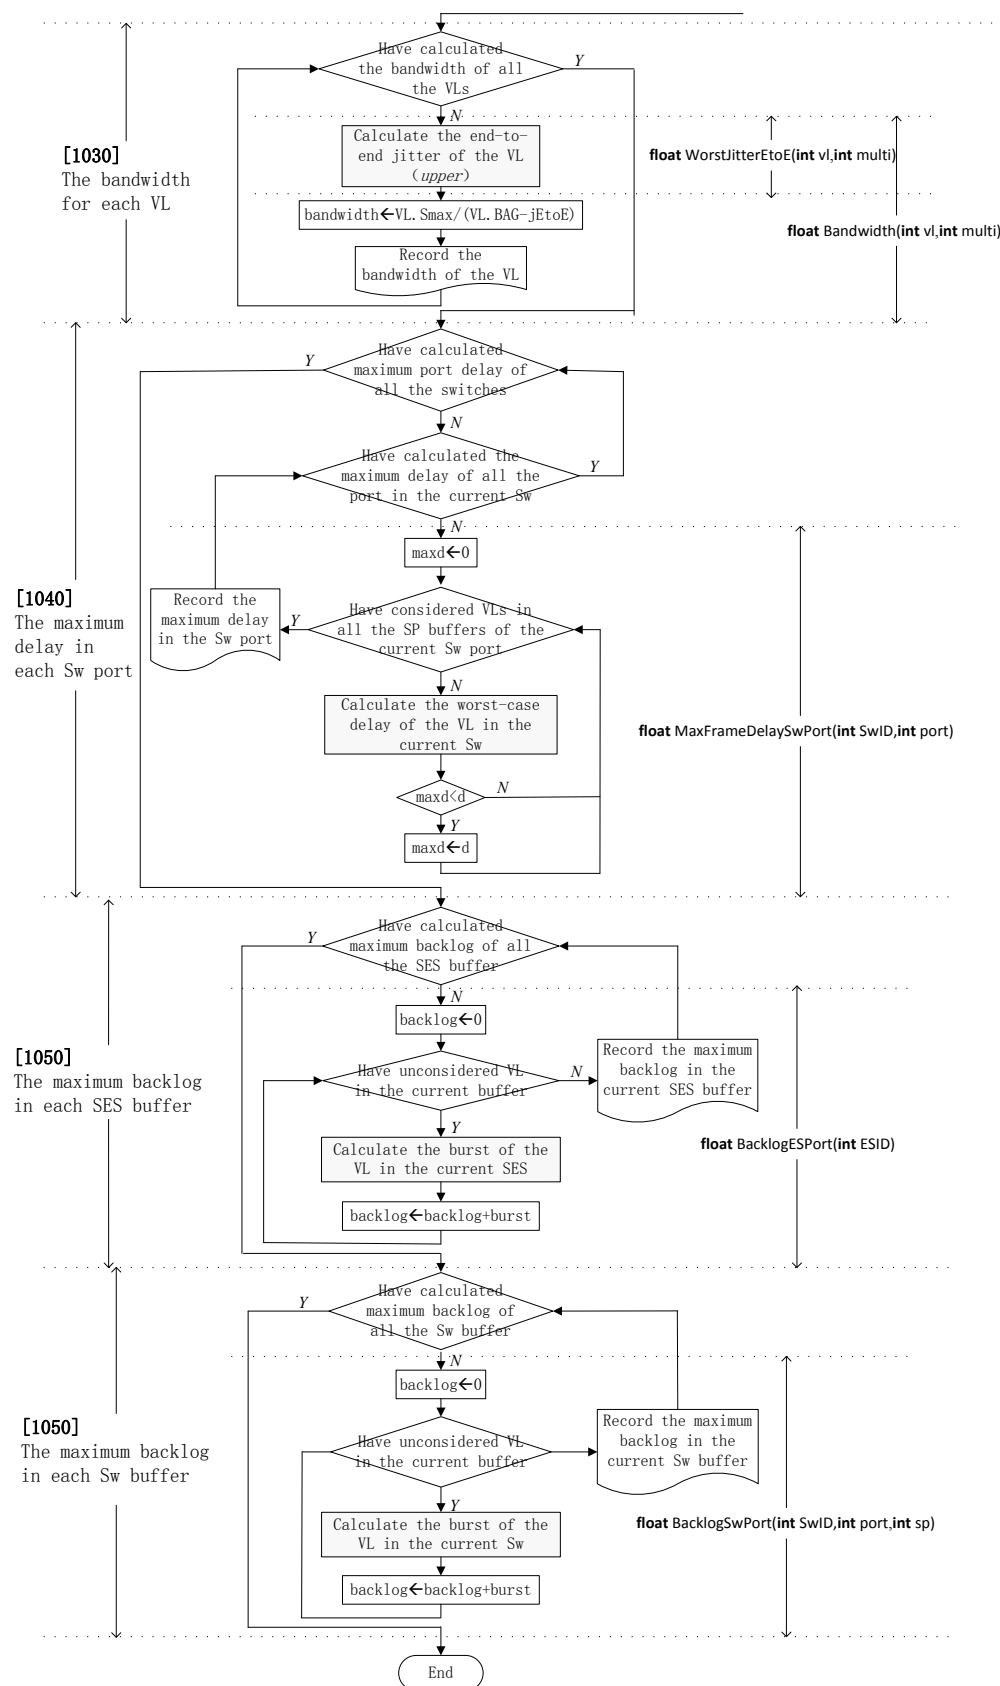 Have calculated
the bandwidth of all
the VLs
Y
N
Calculate the end-to-
end jitter of the VL
(upper)
float WorstJitterEtoE(int vl,int multi)
[1030]
The bandwidth
for each VL
bandwidth←VL.Smax/(VL.BAG-jEtoE)
float Bandwidth(int vl,int multi)
Record the
bandwidth of the VL
Have calculated
maximum port delay of
all the switches
Y
N
Have calculated the
maximum delay of all the
port in the current Sw
Y
N
maxd←0
[1040]
The maximum
delay in
each Sw port
Record the
maximum delay
in the Sw port
Y
Have considered VLs in
all the SP buffers of the
current Sw port
N
Calculate the worst-case
delay of the VL in the
current Sw
float MaxFrameDelaySwPort(int SwID,int port)
maxd<d
N
Y
maxd←d
Have calculated
maximum backlog of all
the SES buffer
Y
N
backlog←0
[1050]
The maximum backlog
in each SES buffer
Have unconsidered VL
in the current buffer
N
Record the maximum
backlog in the
current SES buffer
Y
Calculate the burst of the
VL in the current SES
float BacklogESPort(int ESID)
backlog←backlog+burst
Have calculated
maximum backlog of
all the Sw buffer
Y
N
backlog←0
[1050]
The maximum backlog
in each Sw buffer
Have unconsidered VL
in the current buffer
Record the maximum
backlog in the
current Sw buffer
Y
Calculate the burst of the
VL in the current Sw
float BacklogSwPort(int SwID,int port,int sp)
backlog←backlog+burst
End